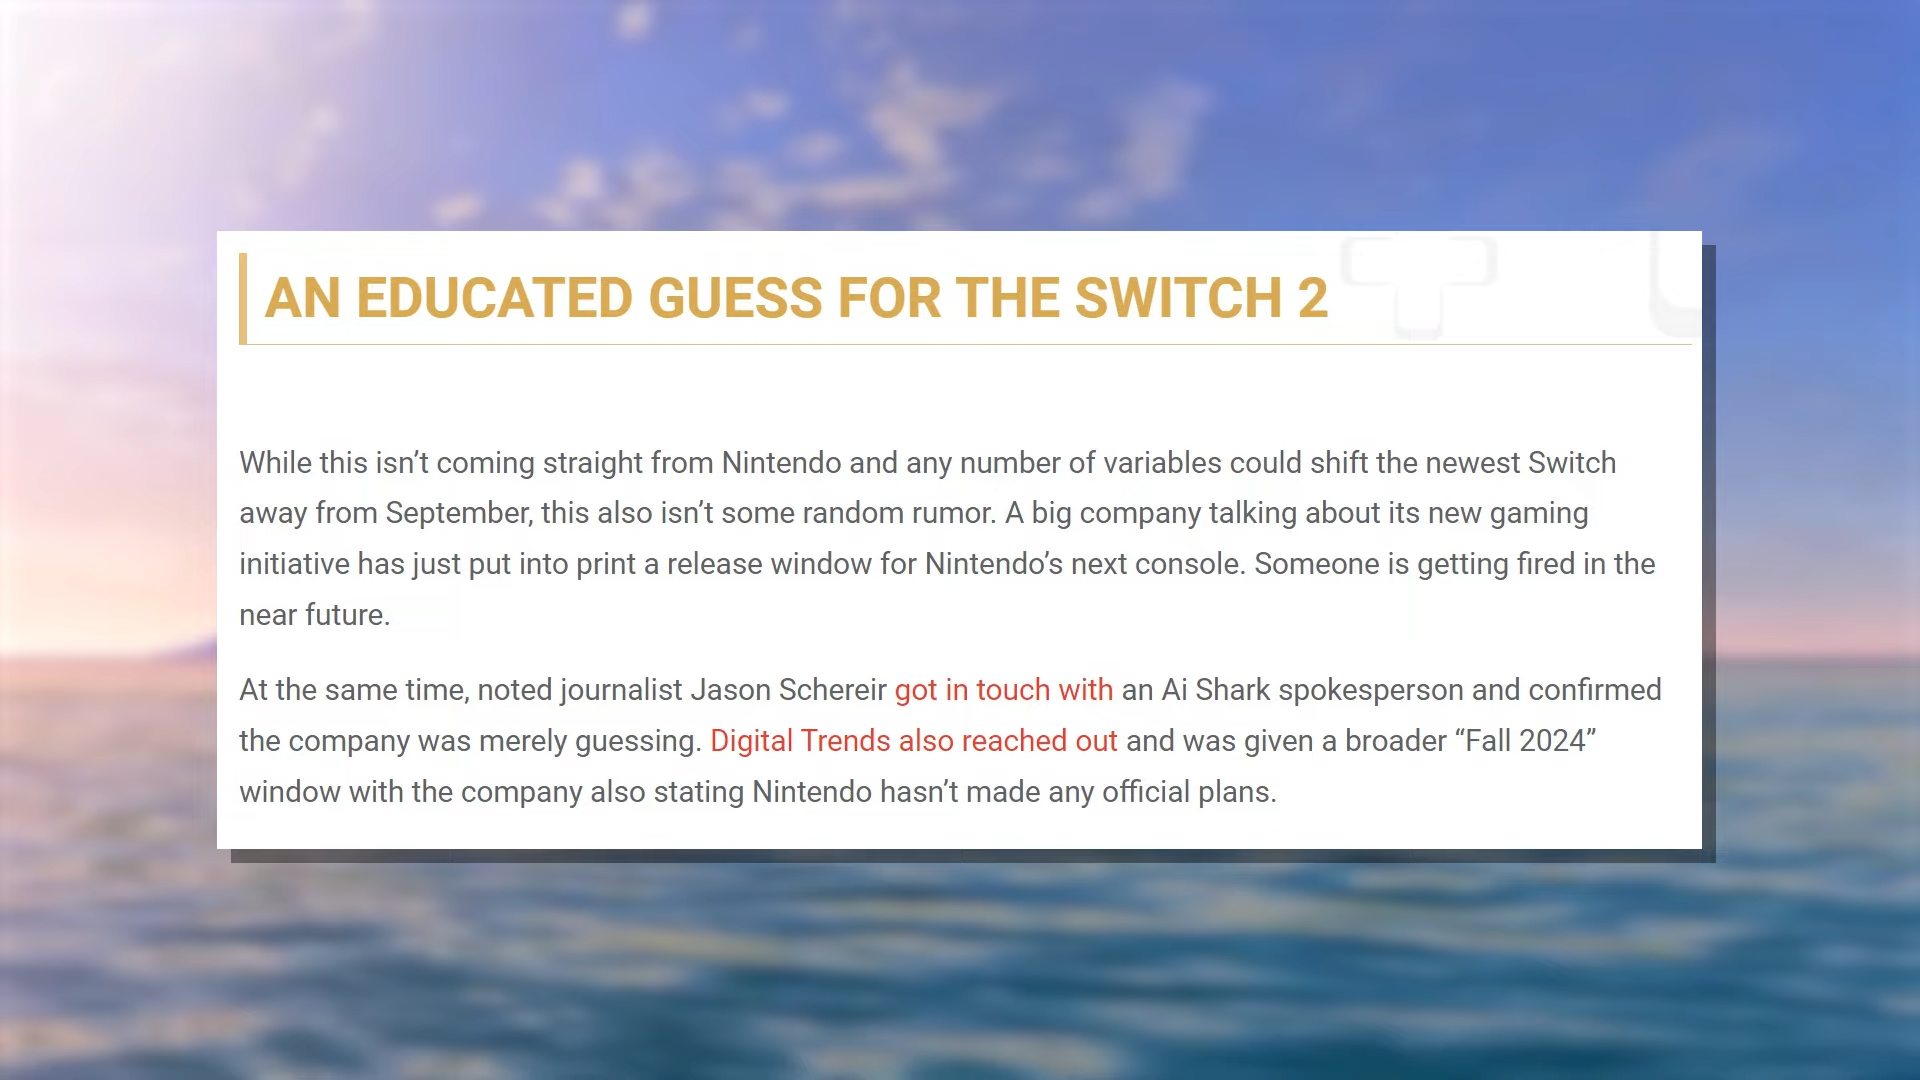 AN EDUCATED GUESS FOR THE SWITCH 2
While this isn’t coming straight from Nintendo and any number of variables could shift the newest Switch
away from September, this also isn’t some random rumor. A big company talking about its new gaming
initiative has just put into print a release window for Nintendo’s next console. Someone is getting fired in the
near future.
At the same time, noted journalist Jason Schereir got in touch with an Ai Shark spokesperson and confirmed
the company was merely guessing. Digital Trends also reached out and was given a broader “Fall 2024”
window with the company also stating Nintendo hasn’t made any official plans.